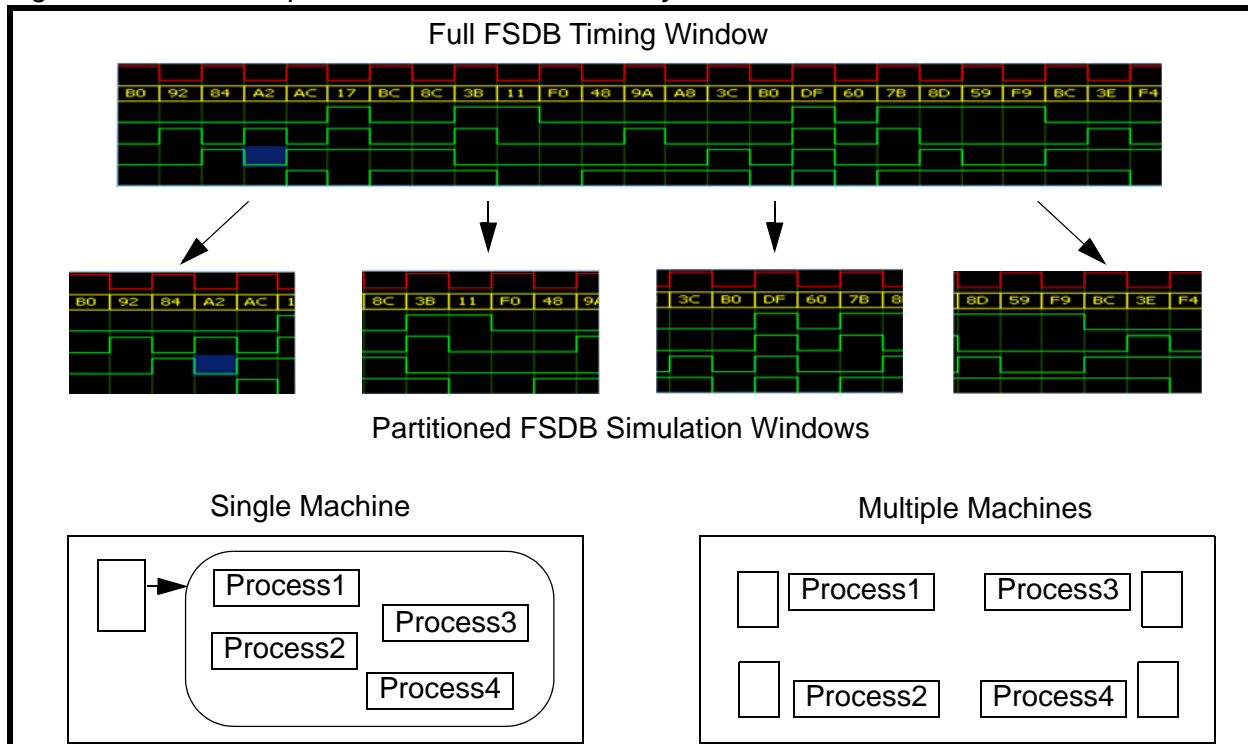 Full FSDB Timing Window
B0 92 84 A2 AC 17 BC 8C 3B 11 F0 48 9A A8 3C B0 DF 60 7B 8D 59 F9 BC 3E F4
B0 92 84 A2 AC 1
8C 3B 11 F0 48 9A
3C B0 DF 60 7B 8
8D 59 F9 BC 3E F4
Partitioned FSDB Simulation Windows
Single Machine
Process1
Process3
Process2
Process4
Multiple Machines
Process1 Process3
Process2 Process4